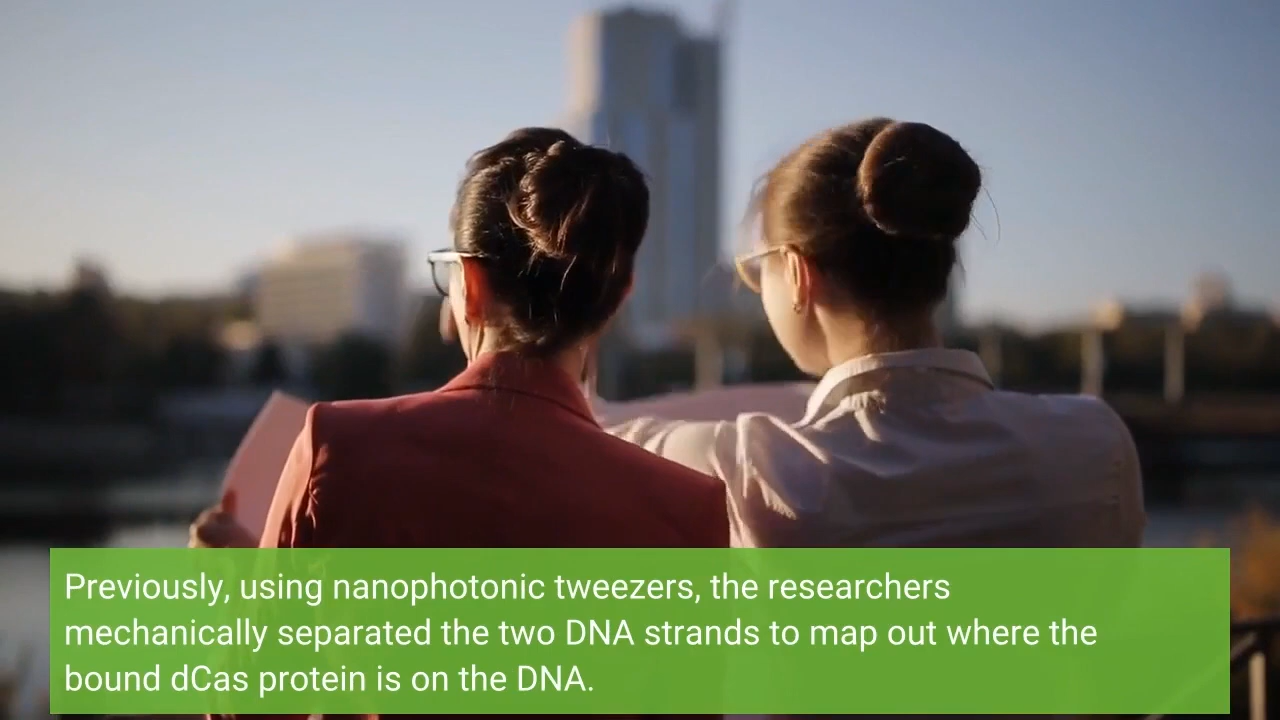 Previously, using nanophotonic tweezers, the researchers
mechanically separated the two DNA strands to map out where the
bound dCas protein is on the DNA.